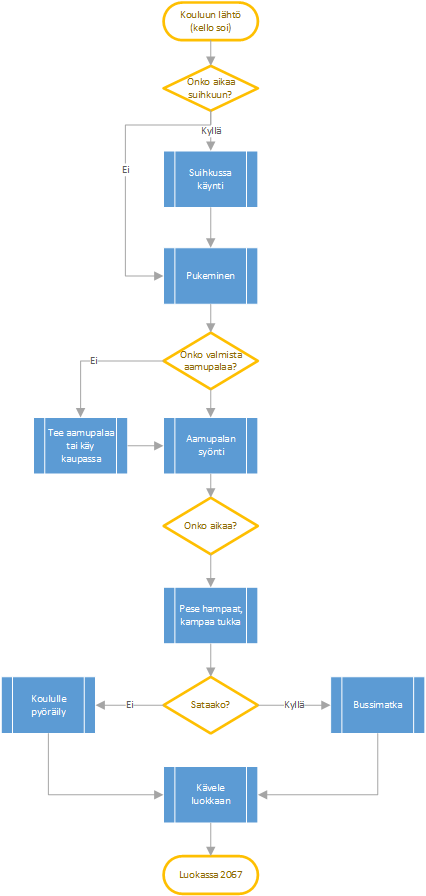 Kouluun lähtö
(kello soi)
Onko aikaa
suihkuun?
Kyllä
Ei
Suihkussa
käynti
Pukeminen
Onko valmista
aamupalaa?
Ei
Tee aamupalaa
tai käy
kaupassa
Aamupalan
syönti
Onko aikaa?
Pese hampaat,
kampaa tukka
Koululle
pyöräily
Ei
Sataako?
Kyllä
Bussimatka
Kävele
luokkaan
Luokassa 2067